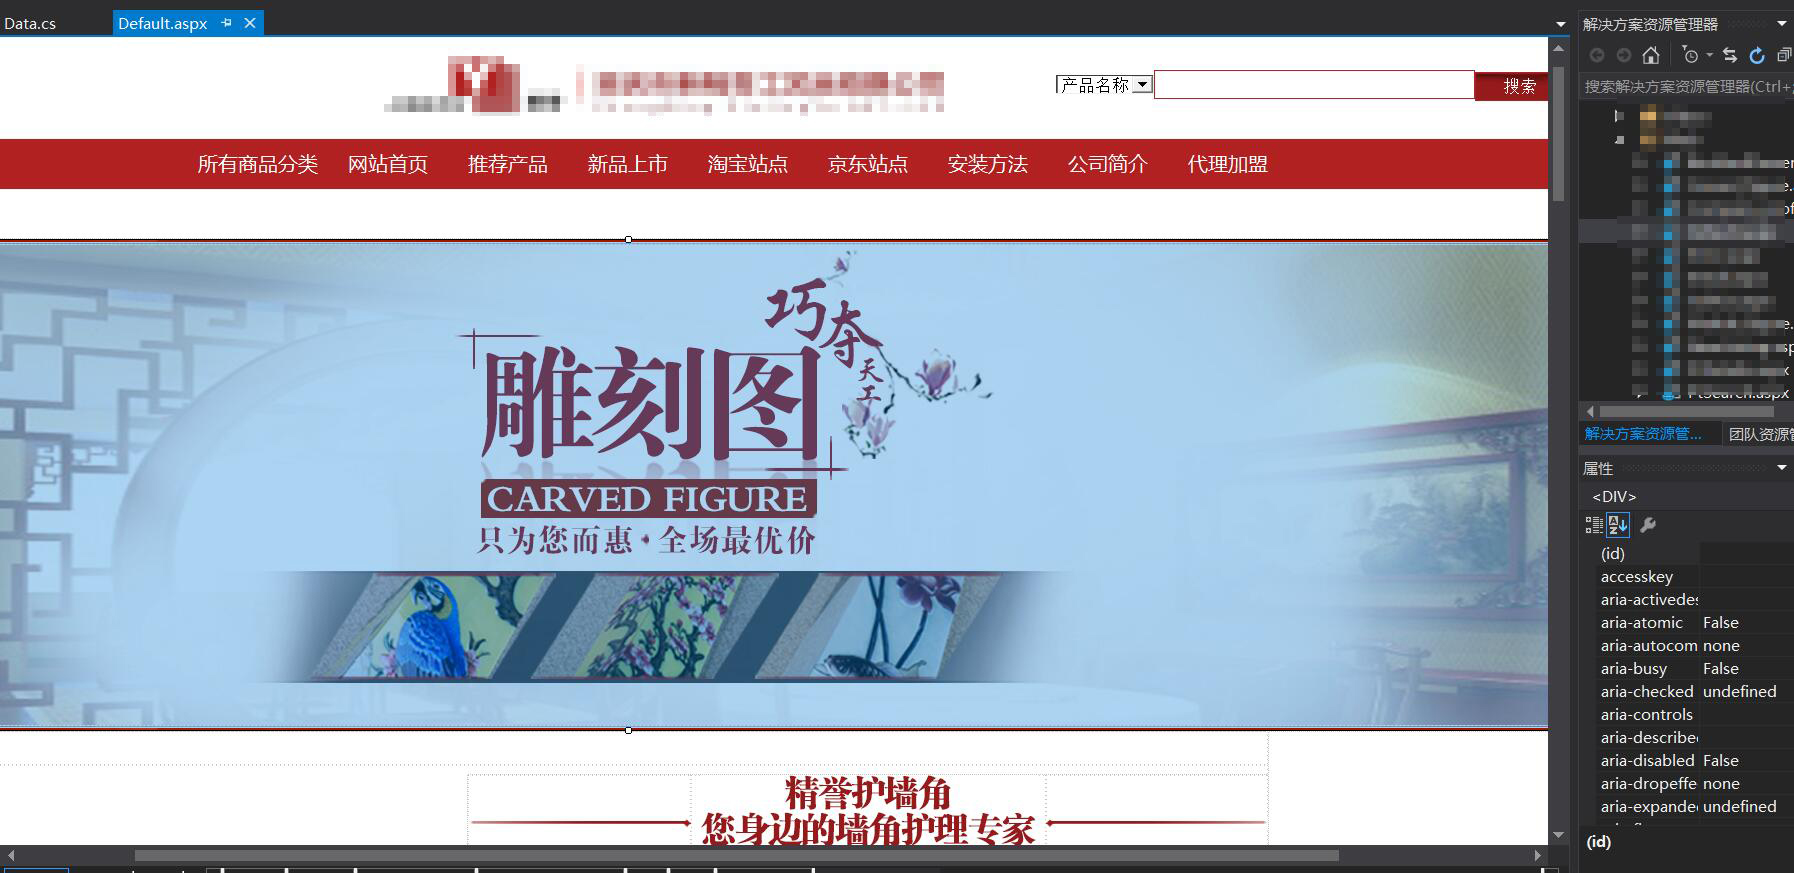 Data.cs
Default.aspx
产品名称
搜索
所有商品分类 网站首页 推荐产品 新品上市 淘宝站点 京东站点 安装方法 公司简介 代理加盟
巧夺天工
雕刻图
CARVED FIGURE
只为您而惠·全场最优价
精誉护墙角
您身边的墙角护理专家
解决方案资源管理器
搜索解决方案资源管理器(Ctrl+;
PtSearch.aspx
解决方案资源管... 团队资源管
属性
<DIV>
(id)
accesskey
aria-activedes
aria-atomic False
aria-autocom none
aria-busy False
aria-checked undefined
aria-controls
aria-describe
aria-disabled False
aria-dropeffe none
aria-expande undefined
(id)